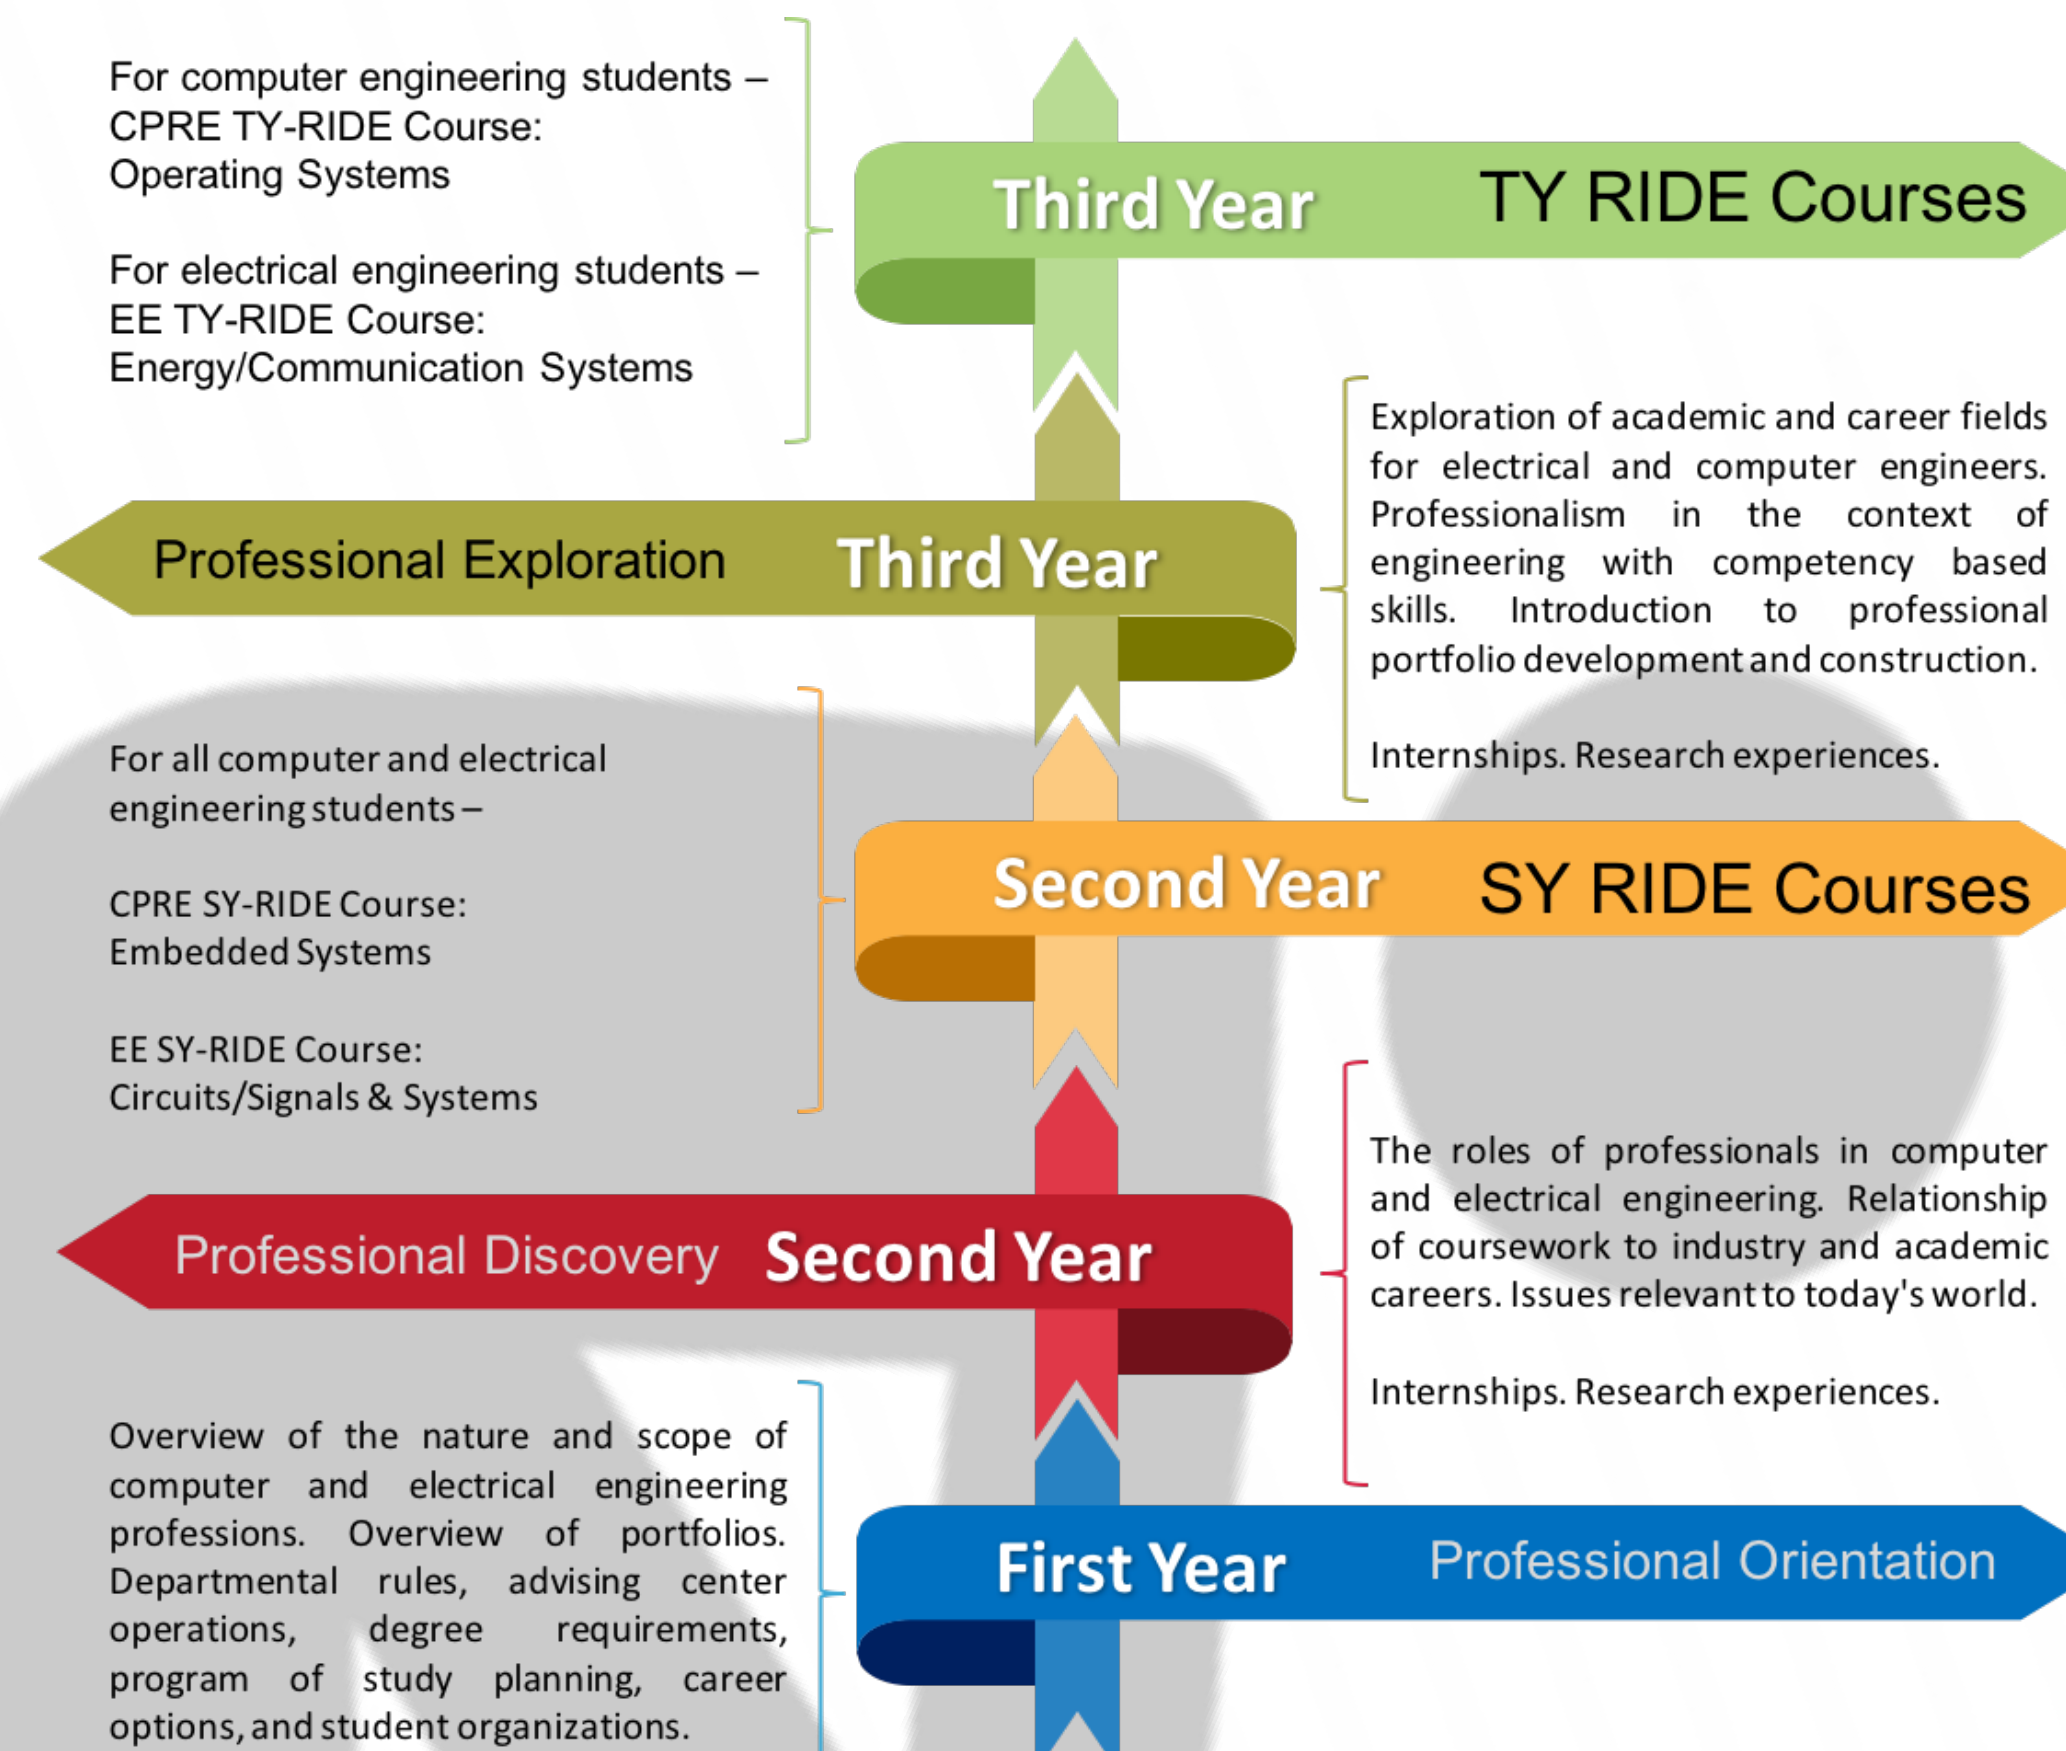 For computer engineering students –
CPRE TY-RIDE Course:
Operating Systems
For electrical engineering students –
EE TY-RIDE Course:
Energy/Communication Systems
Third Year
TY RIDE Courses
Professional Exploration
Third Year
Exploration of academic and career fields
for electrical and computer engineers.
Professionalism in the context of
engineering with competency based
skills. Introduction to professional
portfolio development and construction.
Internships. Research experiences.
For all computer and electrical
engineering students –
CPRE SY-RIDE Course:
Embedded Systems
EE SY-RIDE Course:
Circuits/Signals & Systems
Second Year
SY RIDE Courses
Professional Discovery
Second Year
The roles of professionals in computer
and electrical engineering. Relationship
of coursework to industry and academic
careers. Issues relevant to today's world.
Internships. Research experiences.
Overview of the nature and scope of
computer and electrical engineering
professions. Overview of portfolios.
Departmental rules, advising center
operations, degree requirements,
program of study planning, career
options, and student organizations.
First Year
Professional Orientation